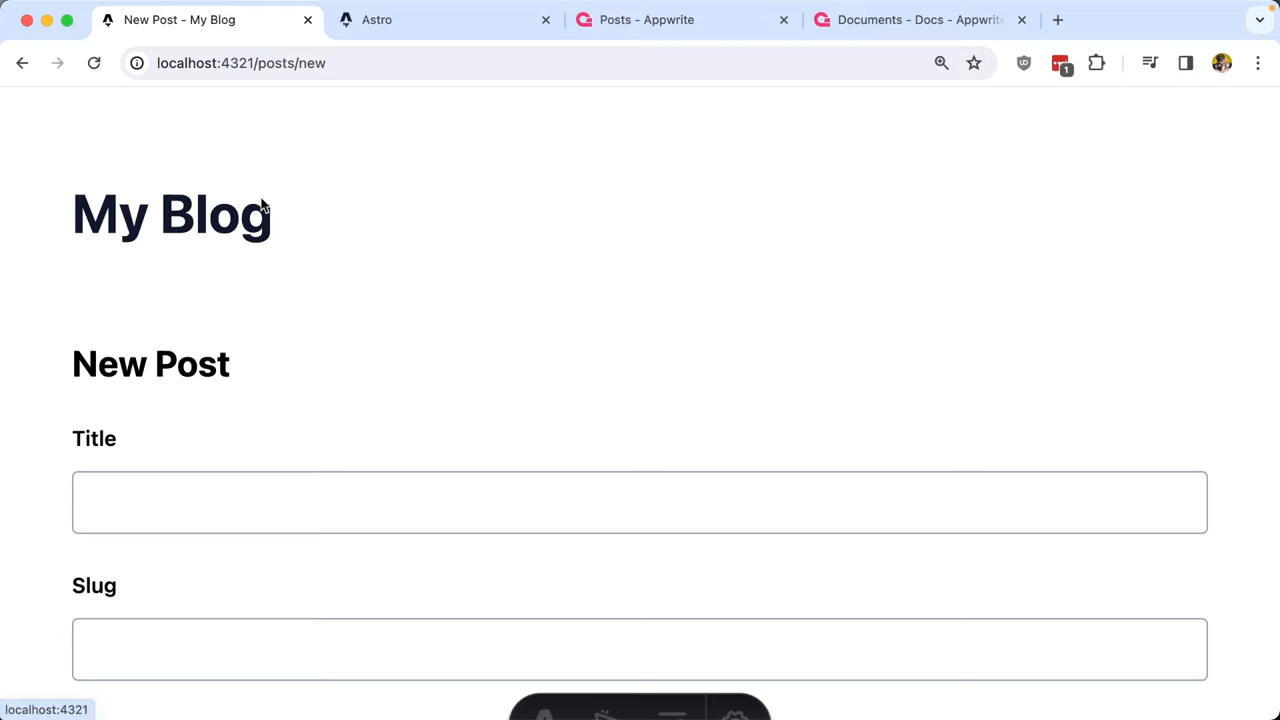 New Post - My Blog
Astro
Posts - Appwrite
Documents - Docs - Appwrite
localhost:4321/posts/new
1
My Blog
New Post
Title
Slug
localhost:4321